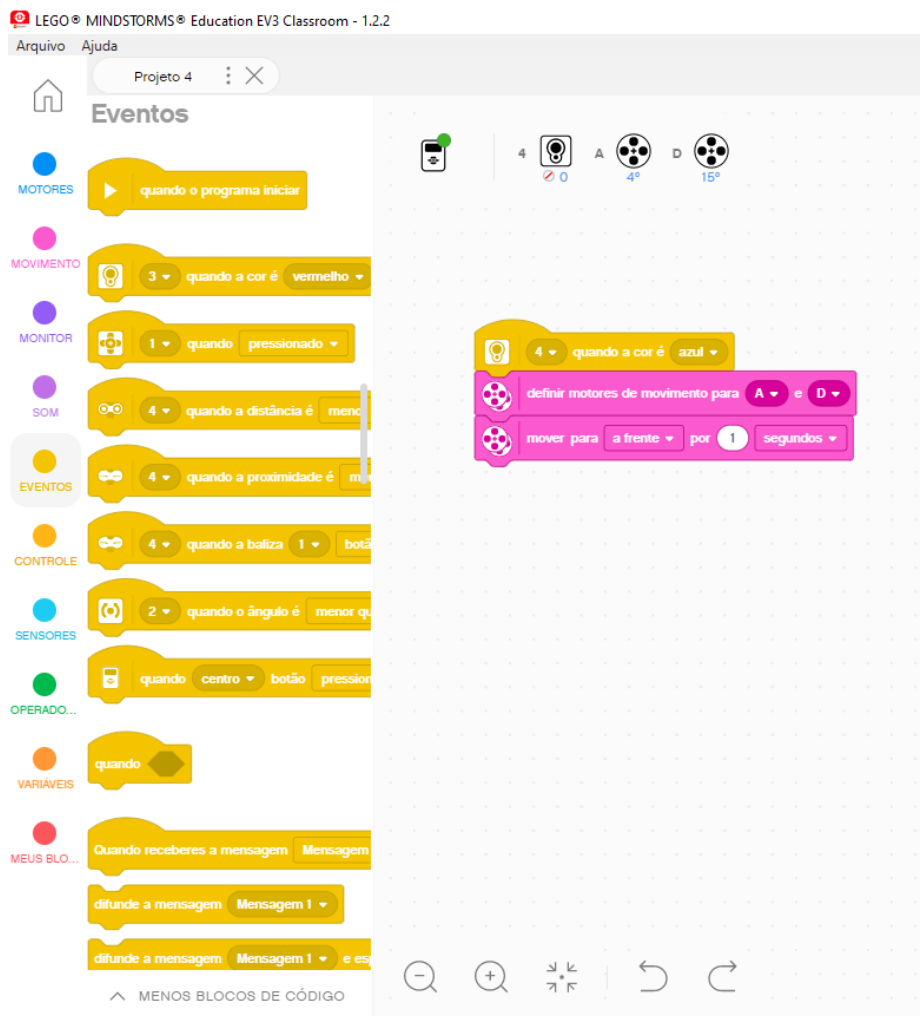 LEGO® MINDSTORMS® Education EV3 Classroom - 1.2.2
Arquivo Ajuda
Projeto 4
Eventos
MOTORES
MOVIMENTO
MONITOR
SOM
EVENTOS
CONTROLE
SENSORES
OPERADO...
VARIÁVEIS
MEUS BLO...
quando o programa iniciar
3 quando a cor é vermelho
1 quando pressionado
4 quando a distância é
4 quando a proximidade é
4 quando a baliza 1
2 quando o ângulo é menor
quando centro botão
quando
Quando receberes a mensagem Mensagem
difunde a mensagem Mensagem 1
difunde a mensagem Mensagem 1 e
MENOS BLOCOS DE CÓDIGO
4 A D
0 4° 15°
4 quando a cor é azul
definir motores de movimento para A e D
mover para a frente por 1 segundos